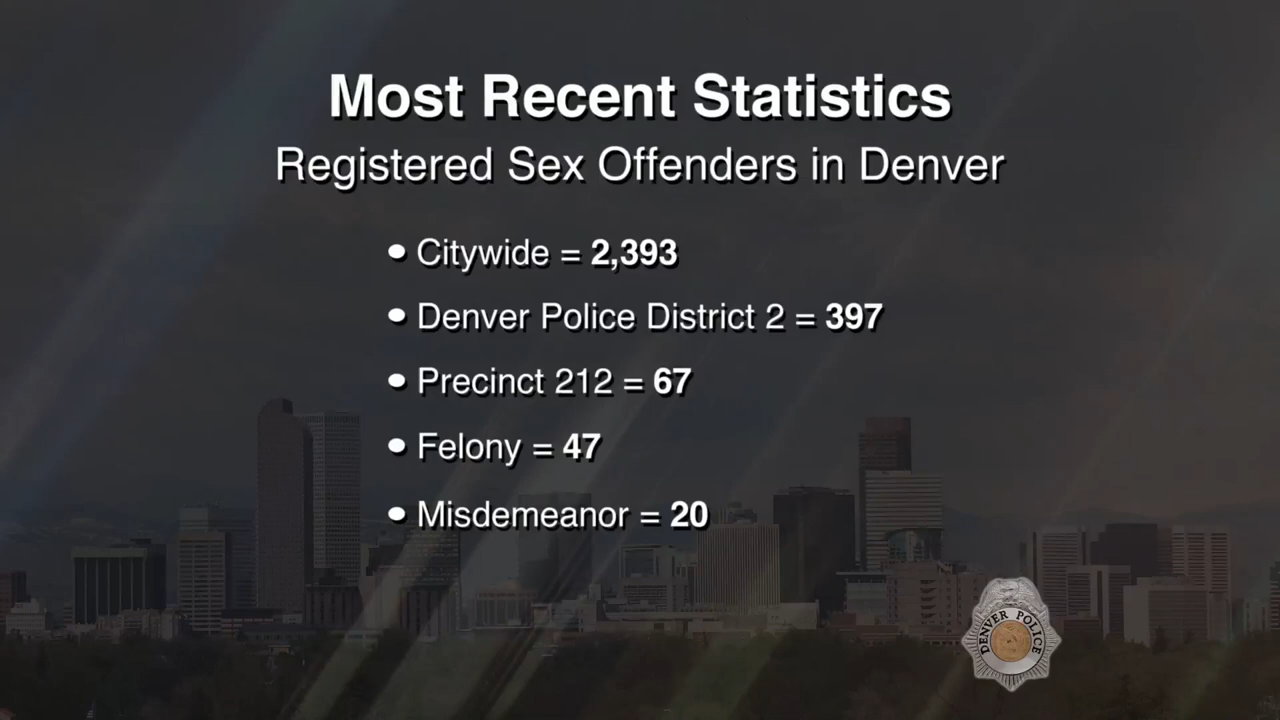 Most Recent Statistics
Registered Sex Offenders in Denver
• Citywide = 2,393
• Denver Police District 2 = 397
• Precinct 212 = 67
• Felony = 47
• Misdemeanor = 20
DENVER POLICE